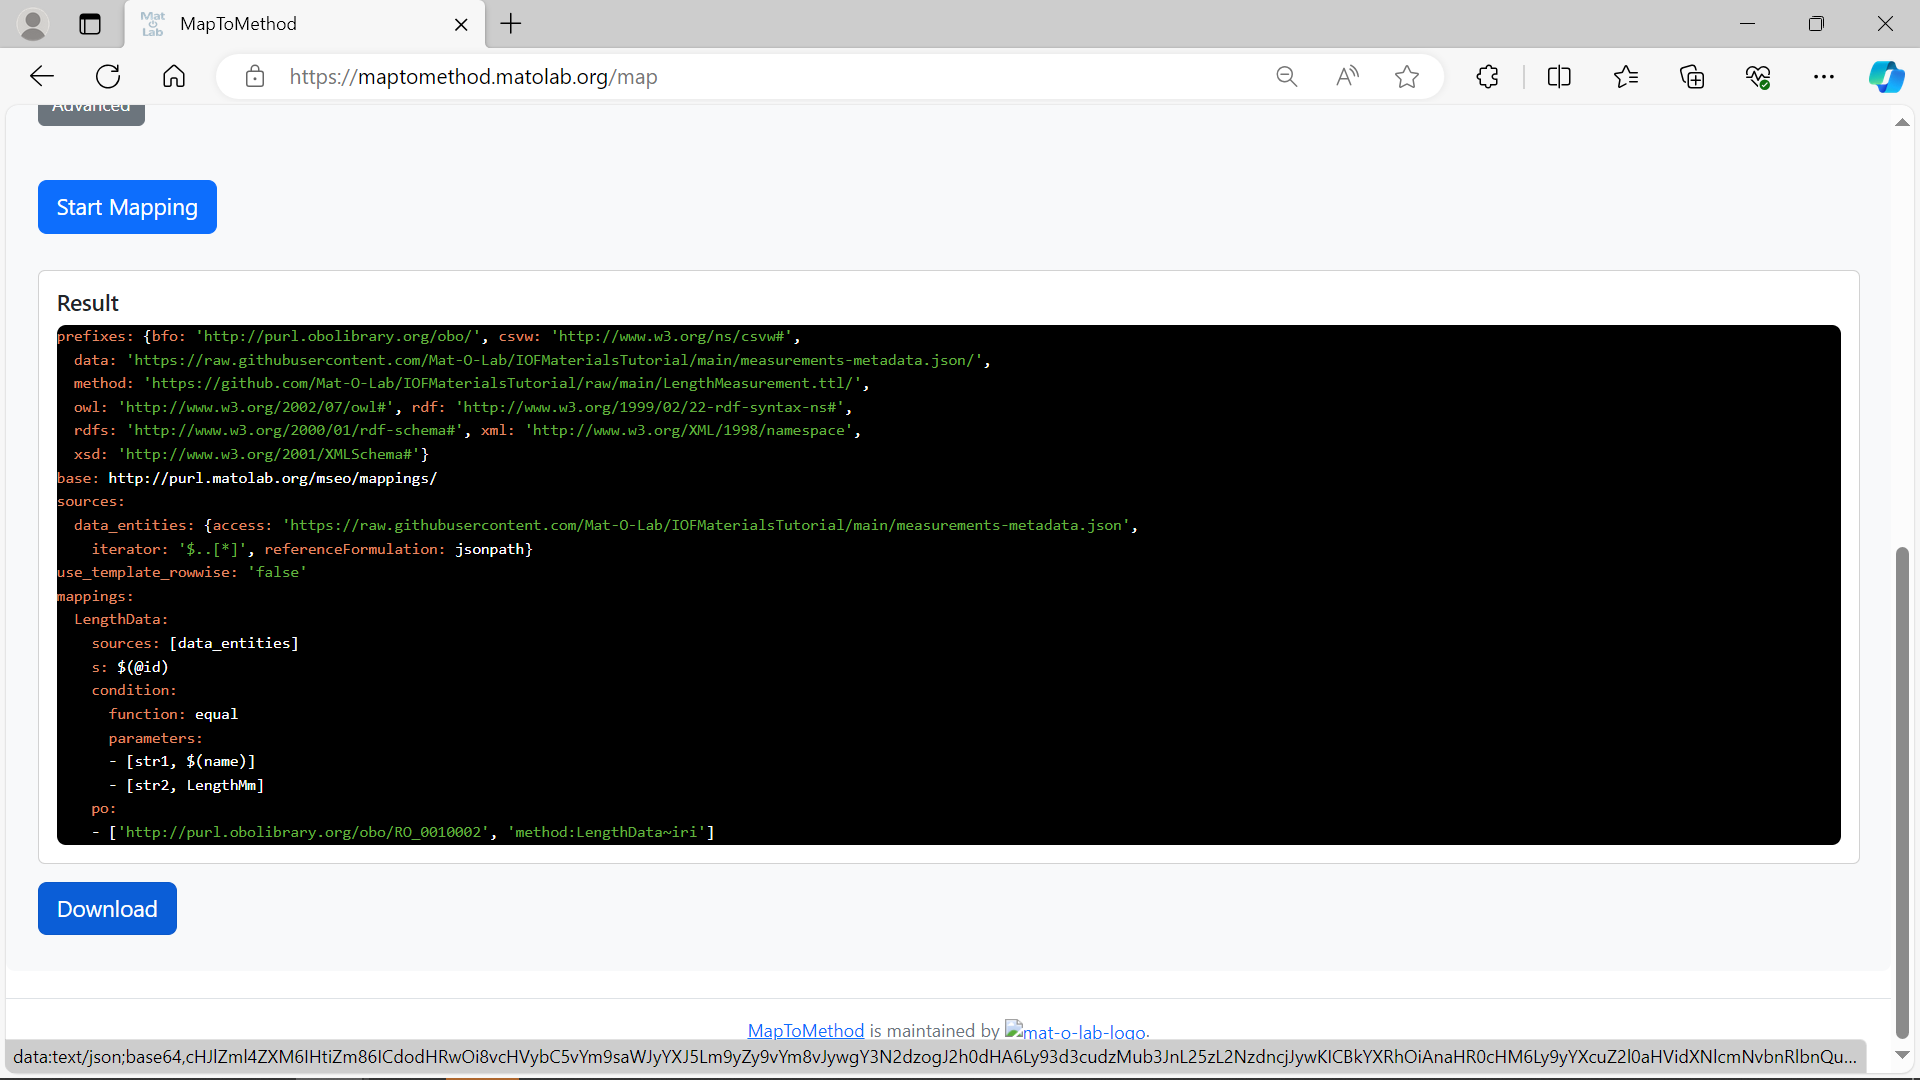 MapToMethod
https://maptomethod.matolab.org/map
Advanced
Start Mapping
Result
prefixes: {bfo: 'http://purl.obolibrary.org/obo/', csvw: 'http://www.w3.org/ns/csvw#',
data: 'https://raw.githubusercontent.com/Mat-O-Lab/IOFMaterialsTutorial/main/measurements-metadata.json/',
method: 'https://github.com/Mat-O-Lab/IOFMaterialsTutorial/raw/main/LengthMeasurement.ttl/',
owl: 'http://www.w3.org/2002/07/owl#', rdf: 'http://www.w3.org/1999/02/22-rdf-syntax-ns#',
rdfs: 'http://www.w3.org/2000/01/rdf-schema#', xml: 'http://www.w3.org/XML/1998/namespace',
xsd: 'http://www.w3.org/2001/XMLSchema#'}
base: http://purl.matolab.org/mseo/mappings/
sources:
data_entities: {access: 'https://raw.githubusercontent.com/Mat-O-Lab/IOFMaterialsTutorial/main/measurements-metadata.json',
iterator: '$..[*]', referenceFormulation: jsonpath}
use_template_rowwise: 'false'
mappings:
LengthData:
sources: [data_entities]
s: $(@id)
condition:
function: equal
parameters:
- [str1, $(name)]
- [str2, LengthMm]
po:
- ['http://purl.obolibrary.org/obo/RO_0010002', 'method:LengthData~iri']
Download
MapToMethod is maintained by mat-o-lab-logo.
data:text/json;base64,cHJlZml4ZXM6IHtiZm86ICdodHRwOi8vcHVybC5vYm9saWJyYXJ5Lm9yZy9vYm8vJywgY3N2dzogJ2h0dHA6Ly93d3cudzMub3JnL25zL2NzdncjJywKICBkYXRhOiAnaHR0cHM6Ly9yYXcuZ2l0aHVidXNlcmNvbnRlbnQu...